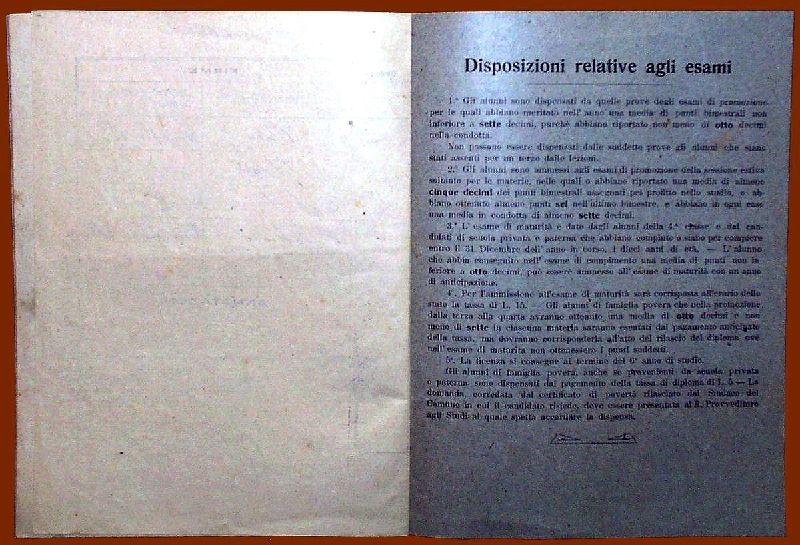 Disposizioni relative agli esami
1.° Gli alunni sono dispensati da quelle prove degli esami di promozione
per le quali abbiano meritato nell' anno una media di punti bimestrali non
inferiore a sette decimi, purchè abbiano riportato non meno di otto decimi
nella condotta.
Non possono essere dispensati dalle suddette prove gli alunni che siano
stati assenti per un terzo dalle lezioni.
2.° Gli alunni sono ammessi agli esami di promozione della sessione estiva
soltanto per le materie, nelle quali o abbiano riportato una media di almeno
cinque decimi dei punti bimestrali assegnati pel profitto nello studio, o ab-
biano ottenuto almeno punti sei nell'ultimo bimestre, e abbiano in ogni caso
una media in condotta di almeno sette decimi.
3.° L' esame di maturità è dato dagli alunni della 4.ª classe e dai can-
didati di scuola privata e paterna che abbiano compiuto o siano per compiere
entro il 31 Dicembre dell' anno in corso, i dieci anni di età. — L' alunno
che abbia conseguito nell' esame di compimento una media di punti non in-
feriore a otto decimi, può essere ammesso all' esame di maturità con un anno
di anticipazione.
4°. Per l'ammissione all'esame di maturità sarà corrisposta all'erario dello
stato la tassa di L. 15. Gli alunni di famiglia povera che nella promozione
dalla terza alla quarta avranno ottenuto una media di otto decimi e non
meno di sette in ciascuna materia saranno esentati dal pagamento anticipato
della tassa, ma dovranno corrisponderla all'atto del rilascio del diploma ove
nell'esame di maturità non ottenessero i punti suddetti.
5°. La licenza si consegue al termine del 6° anno di studio.
Gli alunni di famiglia povera, anche se provenienti da scuola privata
o paterna, sono dispensati dal pagamento della tassa di diploma di L. 5 — La
domanda, corredata dal certificato di povertà rilasciato dal Sindaco del
Comune in cui il candidato risiede, deve essere presentata al R. Provveditore
agli Studi al quale spetta accordare la dispensa.